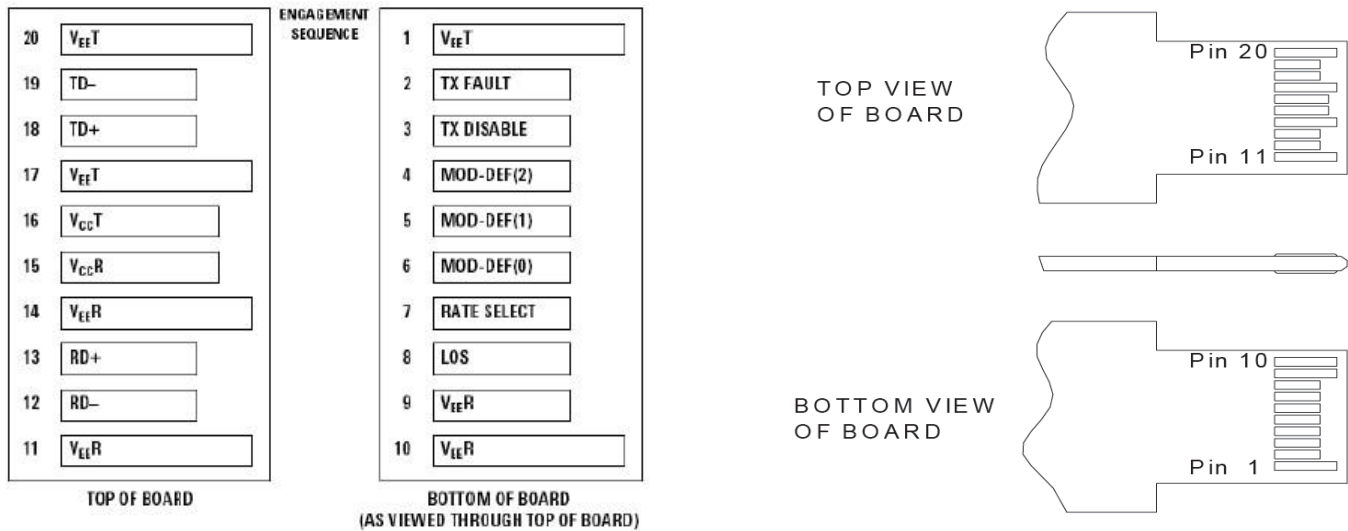 ENGAGEMENT
SEQUENCE
20 VEET
19 TD–
18 TD+
17 VEET
16 VCCT
15 VCCR
14 VEER
13 RD+
12 RD–
11 VEER
TOP OF BOARD
1 VEET
2 TX FAULT
3 TX DISABLE
4 MOD-DEF(2)
5 MOD-DEF(1)
6 MOD-DEF(0)
7 RATE SELECT
8 LOS
9 VEER
10 VEER
BOTTOM OF BOARD
(AS VIEWED THROUGH TOP OF BOARD)
TOP VIEW
OF BOARD
Pin 20
Pin 11
BOTTOM VIEW
OF BOARD
Pin 10
Pin 1